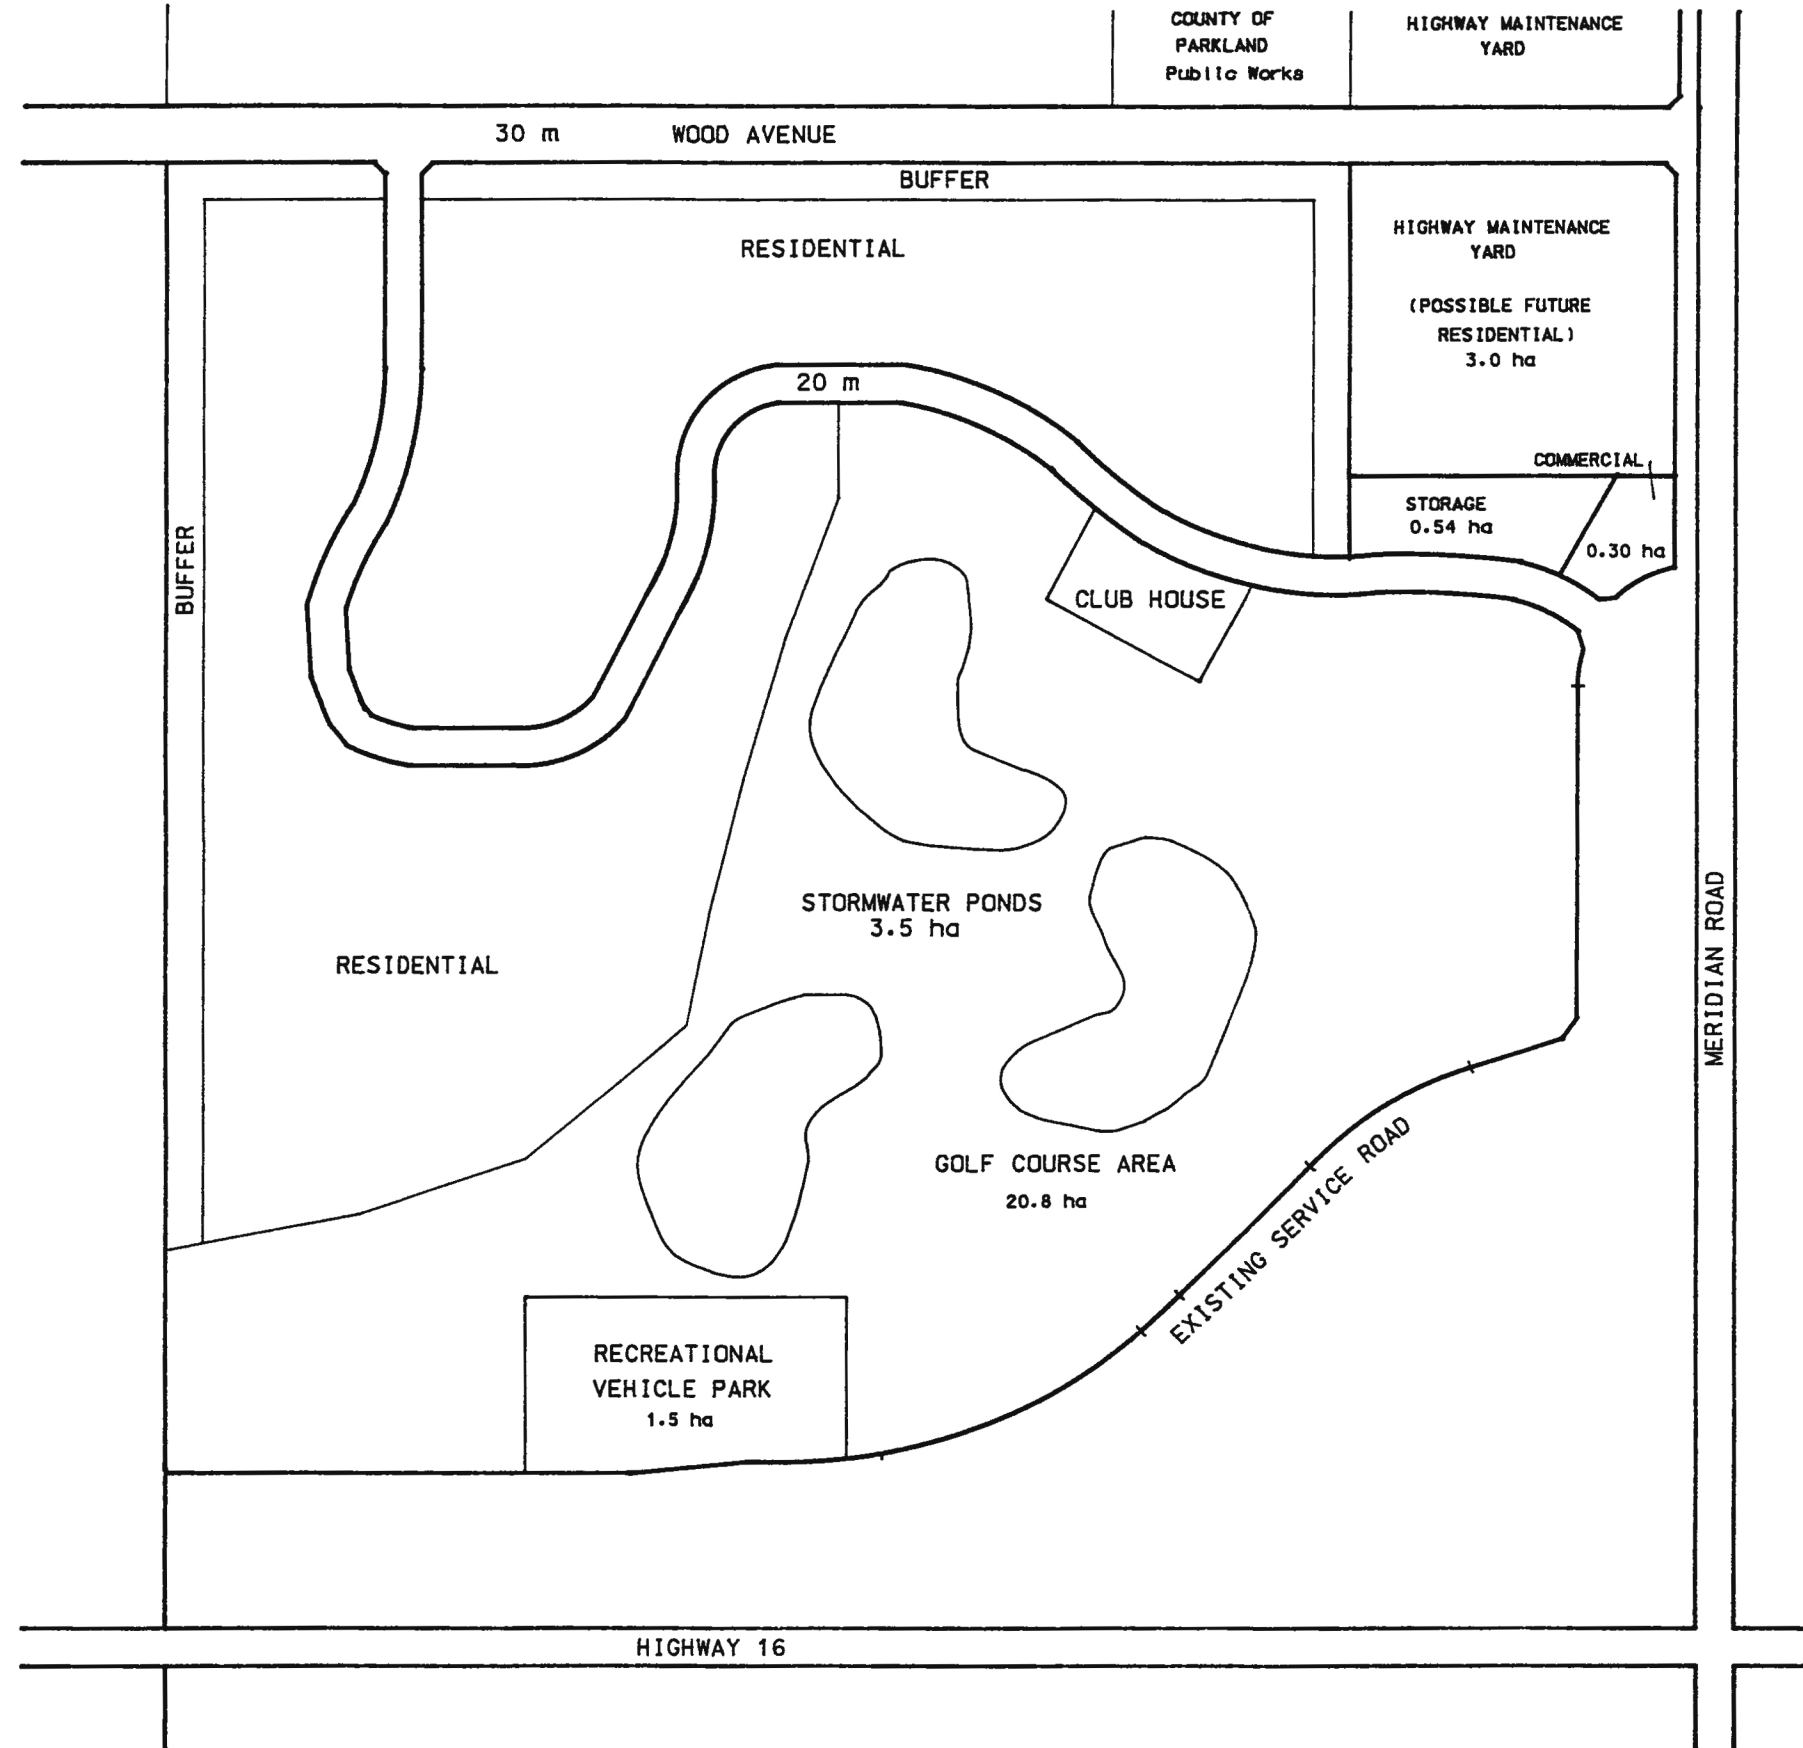 COUNTY OF
PARKLAND
Public Works
HIGHWAY MAINTENANCE
YARD
30 m
WOOD AVENUE
BUFFER
RESIDENTIAL
HIGHWAY MAINTENANCE
YARD
(POSSIBLE FUTURE
RESIDENTIAL)
3.0 ha
20 m
COMMERCIAL
STORAGE
0.54 ha
0.30 ha
BUFFER
CLUB HOUSE
STORMWATER PONDS
3.5 ha
MERIDIAN ROAD
RESIDENTIAL
GOLF COURSE AREA
20.8 ha
EXISTING SERVICE ROAD
RECREATIONAL
VEHICLE PARK
1.5 ha
HIGHWAY 16